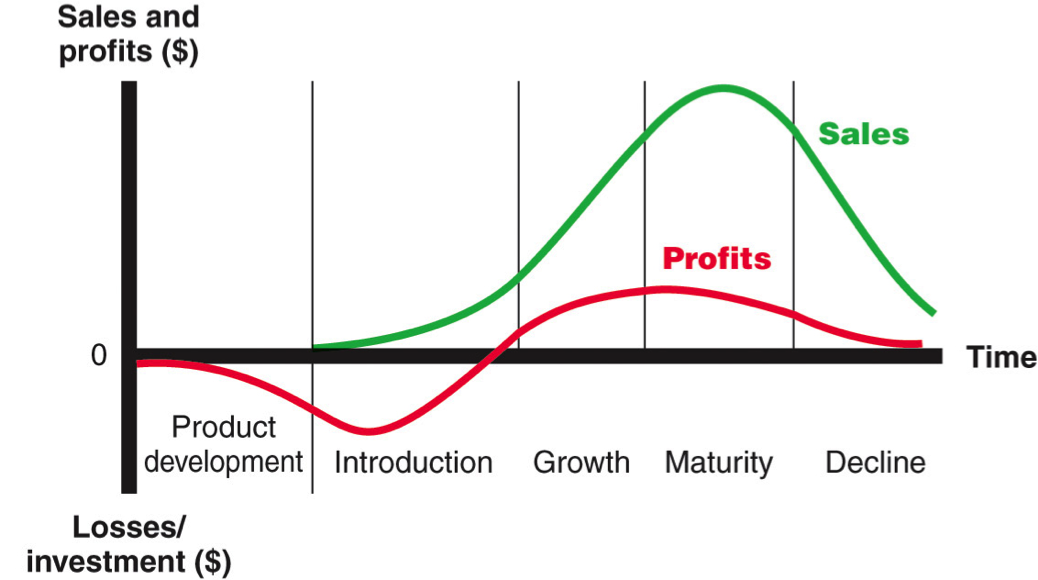 Sales and
profits ($)
Sales
Profits
0
Time
Product
development
Introduction
Growth
Maturity
Decline
Losses/
investment ($)